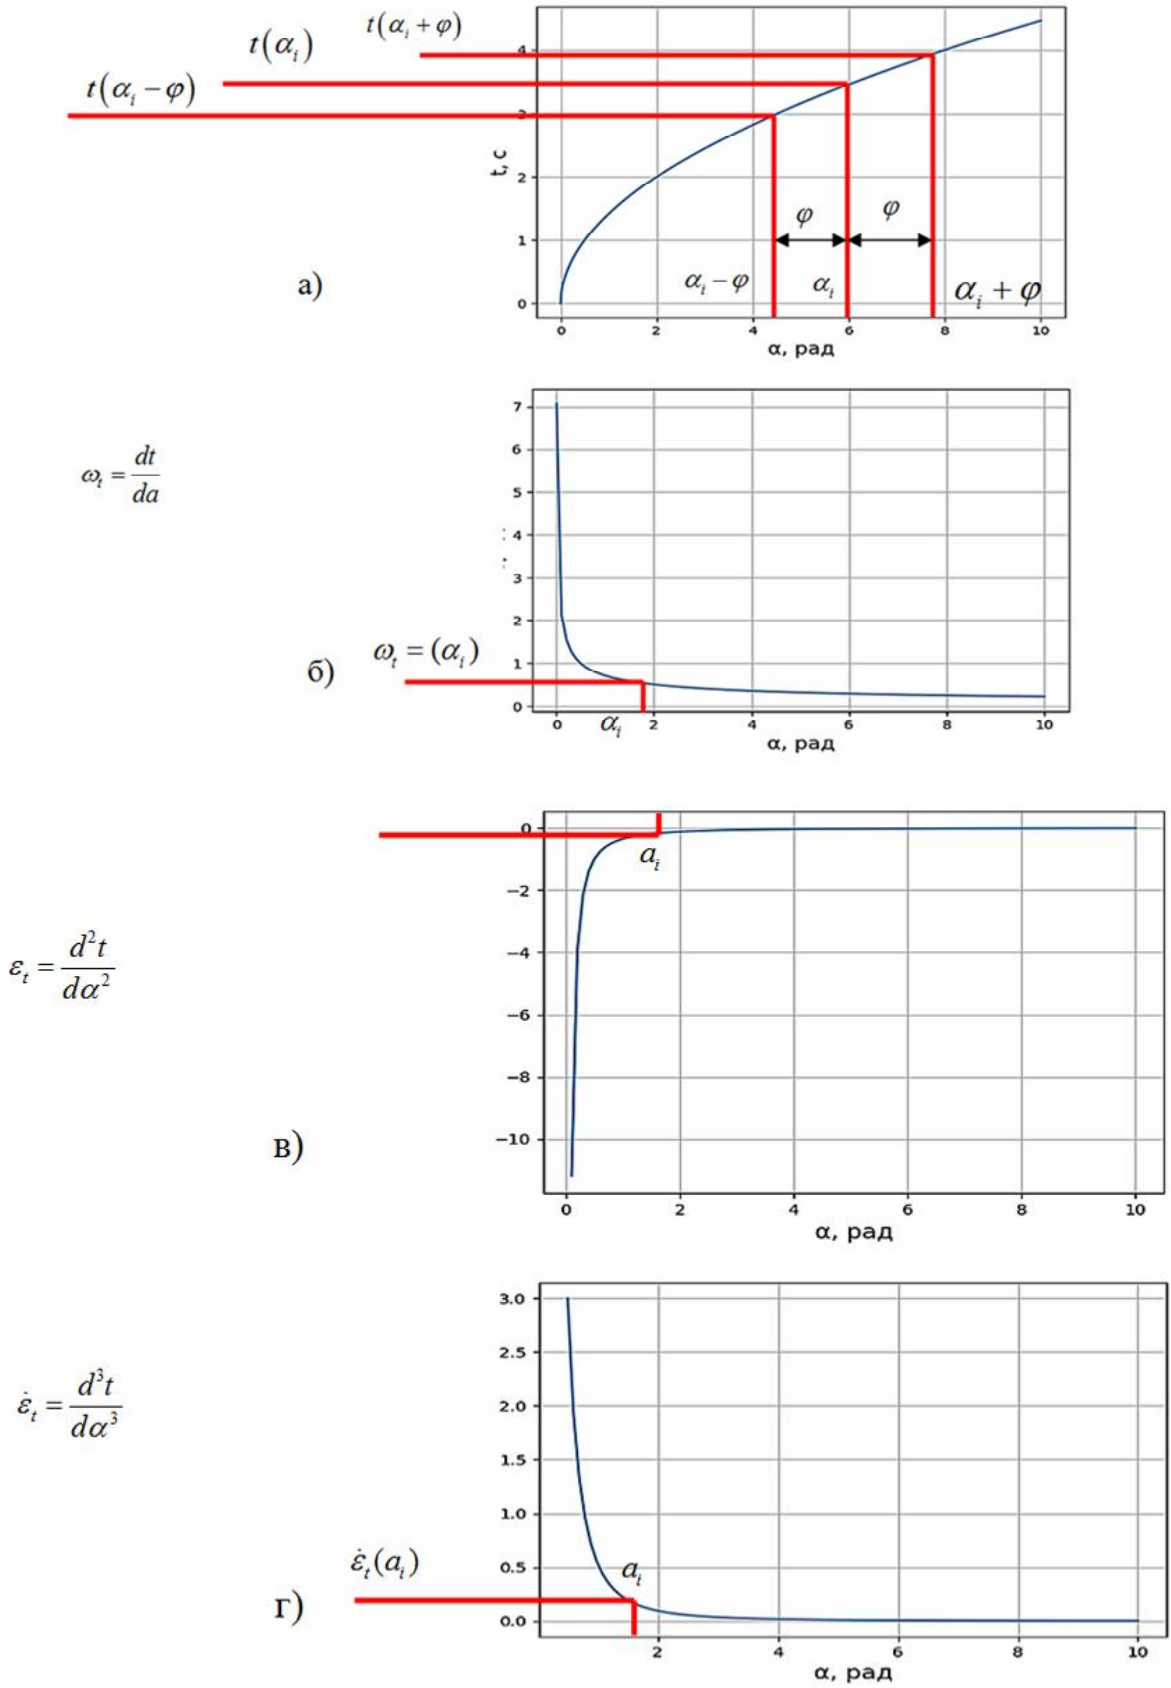 t(αᵢ + φ)
t(αᵢ)
t(αᵢ − φ)
4
3
2
1
0
t, с
φ
φ
αᵢ − φ
αᵢ
αᵢ + φ
а)
0 2 4 6 8 10
α, рад
ωₜ = dt/da
7
6
5
4
3
2
1
0
б)
ωₜ = (αᵢ)
αᵢ
0 2 4 6 8 10
α, рад
0
−2
−4
−6
−8
−10
aᵢ
εₜ = d²t/dα²
в)
0 2 4 6 8 10
α, рад
3.0
2.5
2.0
1.5
1.0
0.5
0.0
ε̇ₜ = d³t/dα³
ε̇ₜ(aᵢ)
aᵢ
г)
2 4 6 8 10
α, рад